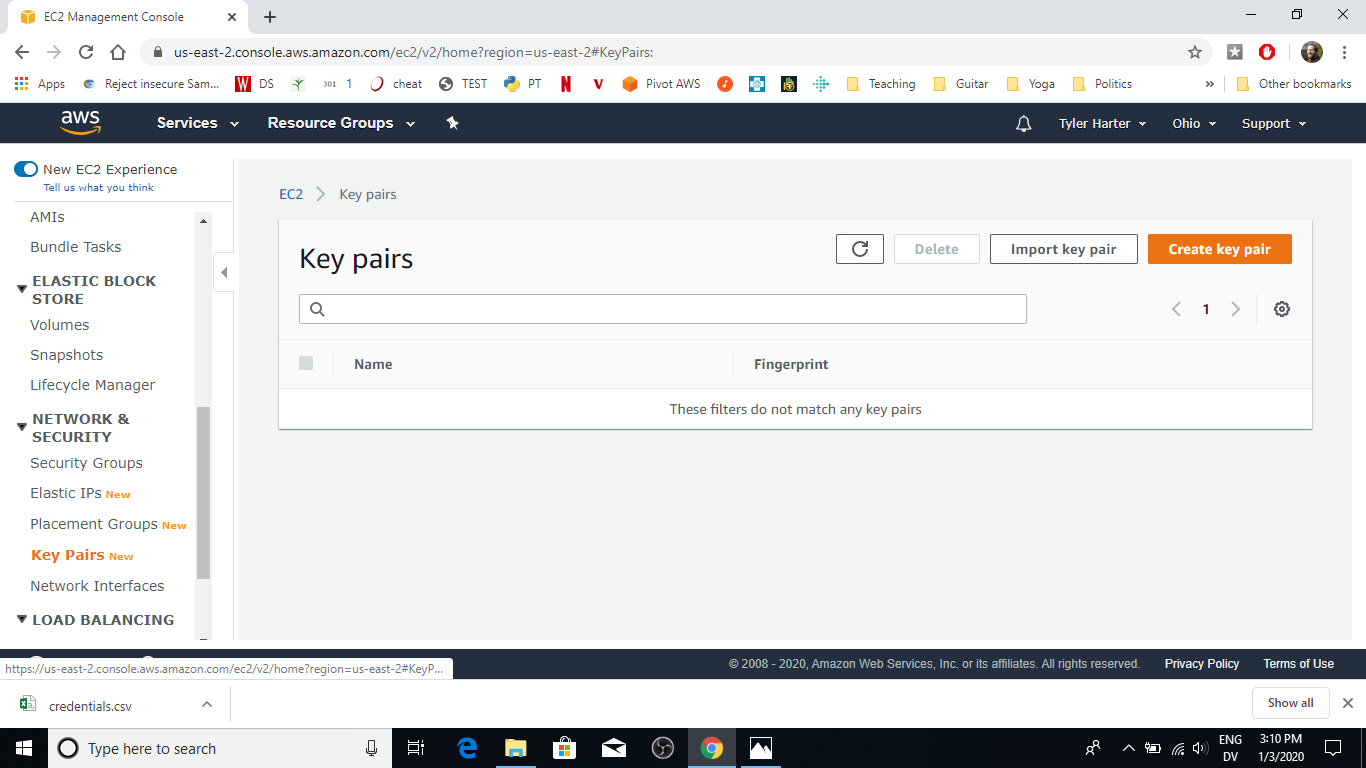 EC2 Management Console
us-east-2.console.aws.amazon.com/ec2/v2/home?region=us-east-2#KeyPairs:
Apps Reject insecure Sam... DS 301 1 cheat TEST PT Pivot AWS Teaching Guitar Yoga Politics » Other bookmarks
aws Services Resource Groups Tyler Harter Ohio Support
New EC2 Experience
Tell us what you think
AMIs
Bundle Tasks
ELASTIC BLOCK
STORE
Volumes
Snapshots
Lifecycle Manager
NETWORK &
SECURITY
Security Groups
Elastic IPs New
Placement Groups New
Key Pairs New
Network Interfaces
LOAD BALANCING
EC2 Key pairs
Key pairs
Delete Import key pair Create key pair
1
Name Fingerprint
These filters do not match any key pairs
https://us-east-2.console.aws.amazon.com/ec2/v2/home?region=us-east-2#KeyP...
© 2008 - 2020, Amazon Web Services, Inc. or its affiliates. All rights reserved. Privacy Policy Terms of Use
credentials.csv Show all
Type here to search
ENG 3:10 PM
DV 1/3/2020